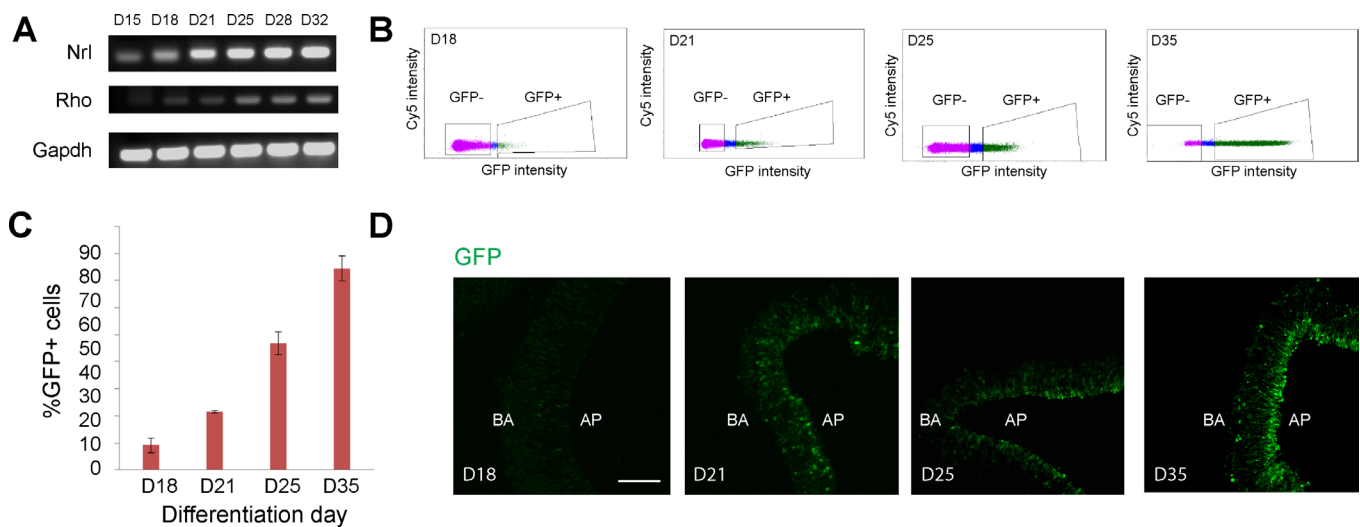 A
D15 D18 D21 D25 D28 D32
Nrl
Rho
Gapdh
B
D18
Cy5 intensity
GFP- GFP+
GFP intensity
D21
Cy5 intensity
GFP- GFP+
GFP intensity
D25
Cy5 intensity
GFP- GFP+
GFP intensity
D35
Cy5 intensity
GFP- GFP+
GFP intensity
C
%GFP+ cells
90
80
70
60
50
40
30
20
10
0
D18 D21 D25 D35
Differentiation day
D
GFP
BA AP
D18
BA AP
D21
BA AP
D25
BA AP
D35